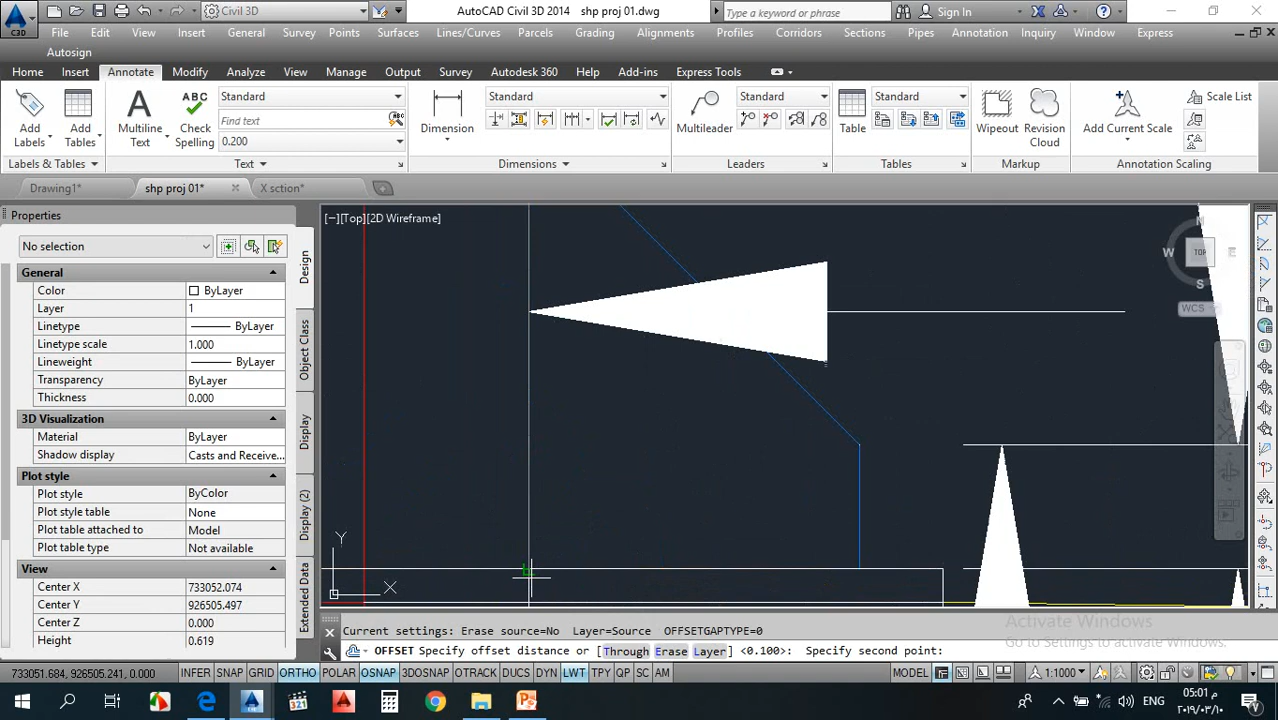 Civil 3D
AutoCAD Civil 3D 2014 shp proj 01.dwg
Type a keyword or phrase
Sign In
C3D
File Edit View Insert General Survey Points Surfaces Lines/Curves Parcels Grading Alignments Profiles Corridors Sections Pipes Annotation Inquiry Window Express
Autosign
Home Insert Annotate Modify Analyze View Manage Output Survey Autodesk 360 Help Add-ins Express Tools
Add Labels
Add Tables
Multiline Text
ABC
Check Spelling
Standard
Find text
0.200
Dimension
Standard
Multileader
Standard
Table
Standard
Wipeout
Revision Cloud
Add Current Scale
Scale List
Labels & Tables
Text
Dimensions
Leaders
Tables
Markup
Annotation Scaling
Drawing1*
shp proj 01*
X sction*
Properties
No selection
General
Color ByLayer
Layer 1
Linetype ByLayer
Linetype scale 1.000
Lineweight ByLayer
Transparency ByLayer
Thickness 0.000
3D Visualization
Material ByLayer
Shadow display Casts and Receive...
Plot style
Plot style ByColor
Plot style table None
Plot table attached to Model
Plot table type Not available
View
Center X 733052.074
Center Y 926505.497
Center Z 0.000
Height 0.619
Design
Object Class
Display
Display (2)
Extended Data
[−][Top][2D Wireframe]
N
W TOP E
S
WCS
Y
X
Activate Windows
Go to Settings to activate Windows.
Current settings: Erase source=No Layer=Source OFFSETGAPTYPE=0
OFFSET Specify offset distance or [Through Erase Layer] <0.100>: Specify second point:
733051.684, 926505.241, 0.000
INFER SNAP GRID ORTHO POLAR OSNAP 3DOSNAP OTRACK DUCS DYN LWT TPY QP SC AM
MODEL
1:1000
321
ENG
05:01 م
٢٠١٩/٠٣/١٠